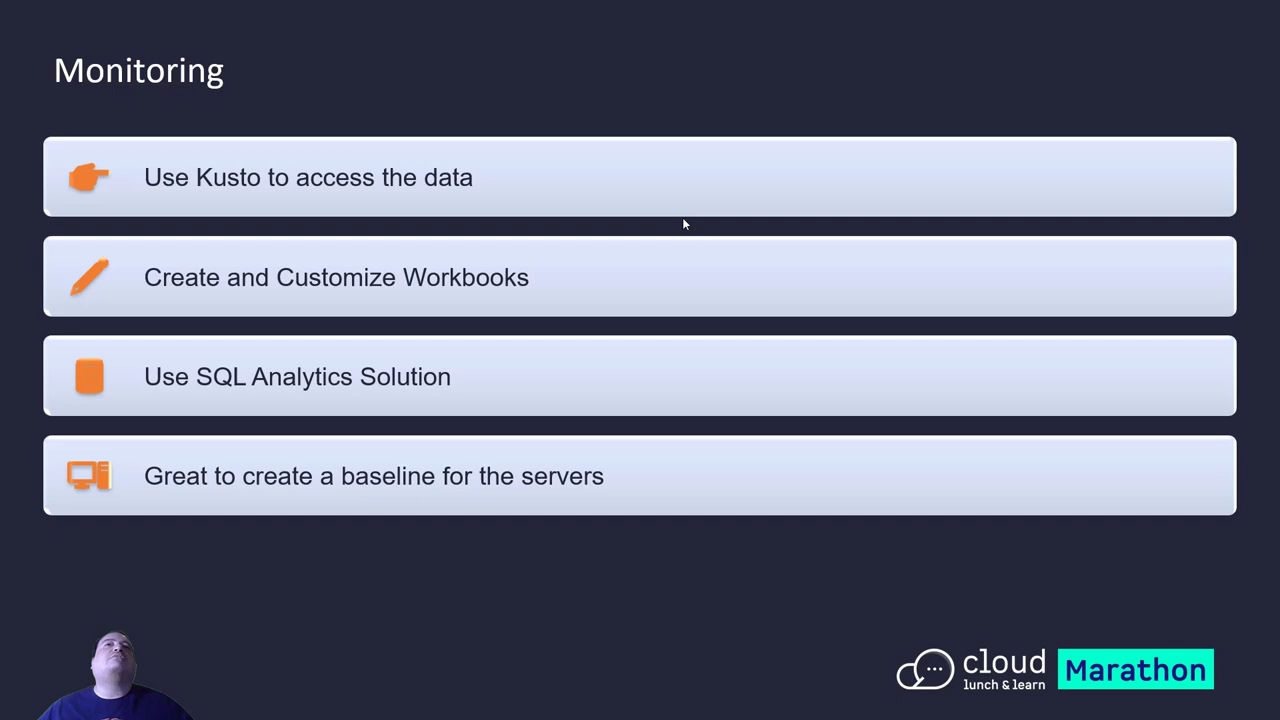 Monitoring
Use Kusto to access the data
Create and Customize Workbooks
Use SQL Analytics Solution
Great to create a baseline for the servers
cloud
lunch & learn
Marathon